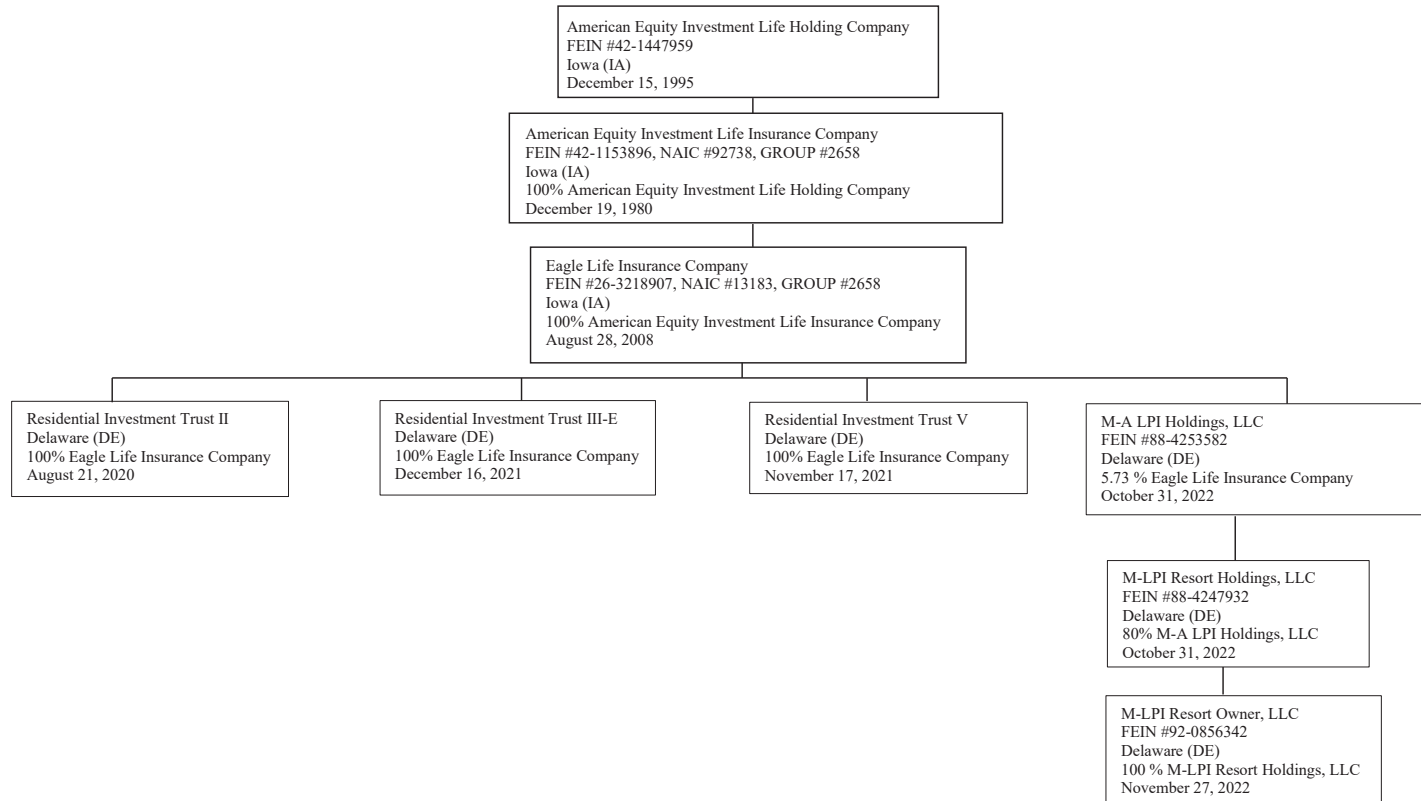 American Equity Investment Life Holding Company
FEIN #42-1447959
Iowa (IA)
December 15, 1995
American Equity Investment Life Insurance Company
FEIN #42-1153896, NAIC #92738, GROUP #2658
Iowa (IA)
100% American Equity Investment Life Holding Company
December 19, 1980
Eagle Life Insurance Company
FEIN #26-3218907, NAIC #13183, GROUP #2658
Iowa (IA)
100% American Equity Investment Life Insurance Company
August 28, 2008
Residential Investment Trust II
Delaware (DE)
100% Eagle Life Insurance Company
August 21, 2020
Residential Investment Trust III-E
Delaware (DE)
100% Eagle Life Insurance Company
December 16, 2021
Residential Investment Trust V
Delaware (DE)
100% Eagle Life Insurance Company
November 17, 2021
M-A LPI Holdings, LLC
FEIN #88-4253582
Delaware (DE)
5.73 % Eagle Life Insurance Company
October 31, 2022
M-LPI Resort Holdings, LLC
FEIN #88-4247932
Delaware (DE)
80% M-A LPI Holdings, LLC
October 31, 2022
M-LPI Resort Owner, LLC
FEIN #92-0856342
Delaware (DE)
100 % M-LPI Resort Holdings, LLC
November 27, 2022